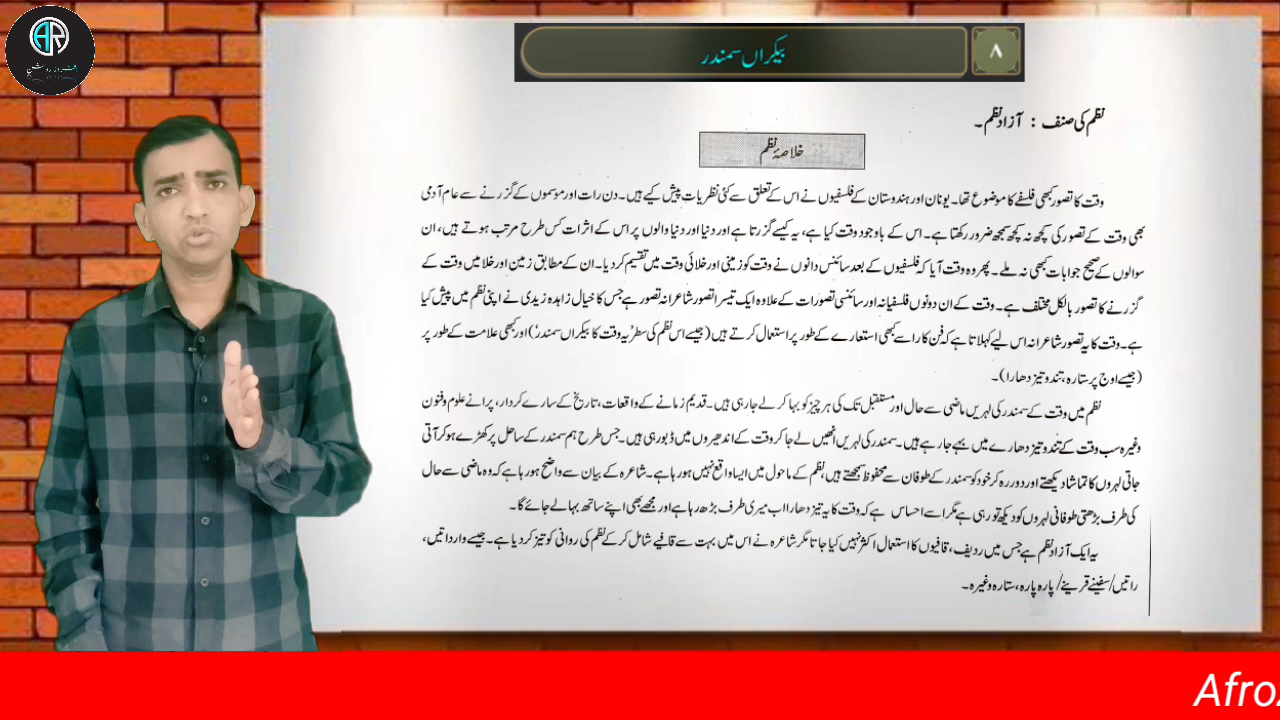 AR
افروز روشن
بیکراں سمندر
۸
نظم کی صنف : آزاد نظم۔
خلاصۂ نظم
وقت کا تصور کبھی فلسفے کا موضوع تھا۔ یونان اور ہندوستان کے فلسفیوں نے اس کے تعلق سے کئی نظریات پیش کیے ہیں۔ دن رات اور موسموں کے گزرنے سے عام آدمی
بھی وقت کے تصور کی کچھ نہ کچھ سمجھ ضرور رکھتا ہے۔ اس کے باوجود وقت کیا ہے، یہ کیسے گزرتا ہے اور دنیا اور دنیا والوں پر اس کے اثرات کس طرح مرتب ہوتے ہیں، ان
سوالوں کے صحیح جوابات کبھی نہ ملے۔ پھر وہ وقت آیا کہ فلسفیوں کے بعد سائنس دانوں نے وقت کو زمینی اور خلائی وقت میں تقسیم کر دیا۔ ان کے مطابق زمین اور خلا میں وقت کے
گزرنے کا تصور بالکل مختلف ہے۔ وقت کے ان دونوں فلسفیانہ اور سائنسی تصورات کے علاوہ ایک تیسرا تصور شاعرانہ تصور ہے جس کا خیال زاہدہ زیدی نے اپنی نظم میں پیش کیا
ہے۔ وقت کا یہ تصور شاعرانہ اس لیے کہلاتا ہے کہ فن کار اسے کبھی استعارے کے طور پر استعمال کرتے ہیں (جیسے اس نظم کی سطر 'یہ وقت کا بیکراں سمندر') اور کبھی علامت کے طور پر
(جیسے اوج پر ستارہ، تند و تیز دھارا)۔
نظم میں وقت کے سمندر کی لہریں ماضی سے حال اور مستقبل تک کی ہر چیز کو بہا کر لے جا رہی ہیں۔ قدیم زمانے کے واقعات، تاریخ کے سارے کردار، پرانے علوم و فنون
وغیرہ سب وقت کے تند و تیز دھارے میں بہے جا رہے ہیں۔ سمندر کی لہریں انھیں لے جا کر وقت کے اندھیروں میں ڈبو رہی ہیں۔ جس طرح ہم سمندر کے ساحل پر کھڑے ہو کر آتی
جاتی لہروں کا تماشا دیکھتے اور دور رہ کر خود کو سمندر کے طوفان سے محفوظ سمجھتے ہیں، نظم کے ماحول میں ایسا واقع نہیں ہو رہا ہے۔ شاعرہ کے بیان سے واضح ہو رہا ہے کہ وہ ماضی سے حال
کی طرف بڑھتی طوفانی لہروں کو دیکھ تو رہی ہے مگر اسے احساس ہے کہ وقت کا یہ تیز دھارا اب میری طرف بڑھ رہا ہے اور مجھے بھی اپنے ساتھ بہا لے جائے گا۔
یہ ایک آزاد نظم ہے جس میں ردیف، قافیوں کا استعمال اکثر نہیں کیا جاتا مگر شاعرہ نے اس میں بہت سے قافیے شامل کر کے نظم کی روانی کو تیز کر دیا ہے۔ جیسے وارداتیں،
راتیں/سفینے قرینے/ پارہ پارہ، ستارہ وغیرہ۔
Afroz